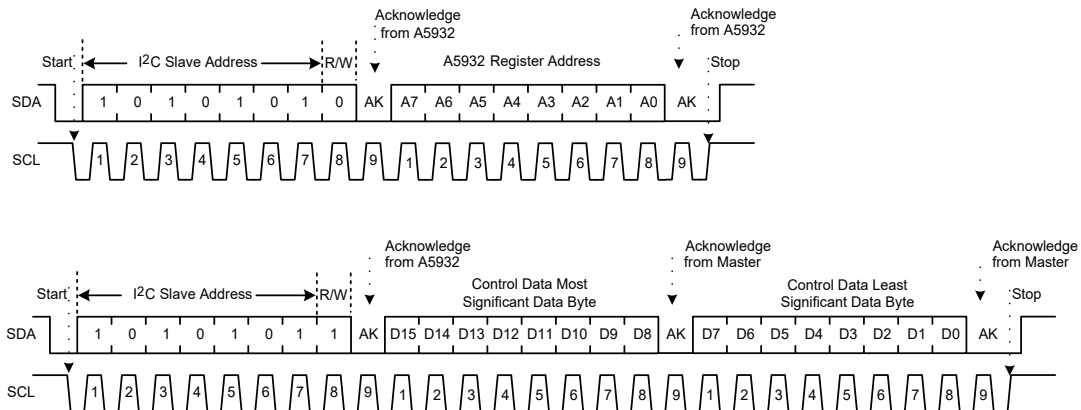 Acknowledge
from A5932
Acknowledge
from A5932
Start I²C Slave Address R/W A5932 Register Address Stop
SDA 1 0 1 0 1 0 1 0 AK A7 A6 A5 A4 A3 A2 A1 A0 AK
SCL 1 2 3 4 5 6 7 8 9 1 2 3 4 5 6 7 8 9
Acknowledge
from A5932
Acknowledge
from Master
Acknowledge
from Master
Start I²C Slave Address R/W
Control Data Most
Significant Data Byte
Control Data Least
Significant Data Byte
Stop
SDA 1 0 1 0 1 0 1 1 AK D15 D14 D13 D12 D11 D10 D9 D8 AK D7 D6 D5 D4 D3 D2 D1 D0 AK
SCL 1 2 3 4 5 6 7 8 9 1 2 3 4 5 6 7 8 9 1 2 3 4 5 6 7 8 9